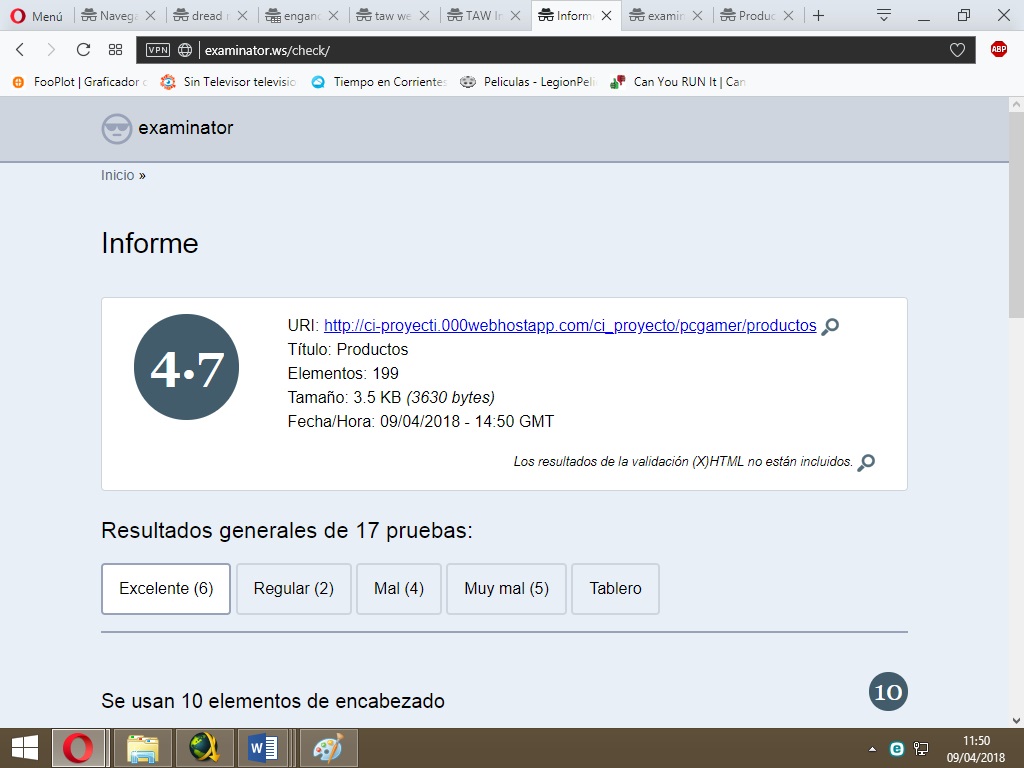 Menú
Navega
dread r
engand
taw we
TAW In
Inform
examin
Produc
VPN
examinator.ws/check/
ABP
FooPlot | Graficador
Sin Televisor televisio
Tiempo en Corrientes
Peliculas - LegionPeli
Can You RUN It | Can
examinator
Inicio »
Informe
4.7
URI: http://ci-proyecti.000webhostapp.com/ci_proyecto/pcgamer/productos
Título: Productos
Elementos: 199
Tamaño: 3.5 KB (3630 bytes)
Fecha/Hora: 09/04/2018 - 14:50 GMT
Los resultados de la validación (X)HTML no están incluidos.
Resultados generales de 17 pruebas:
Excelente (6)
Regular (2)
Mal (4)
Muy mal (5)
Tablero
Se usan 10 elementos de encabezado
10
11:50
09/04/2018